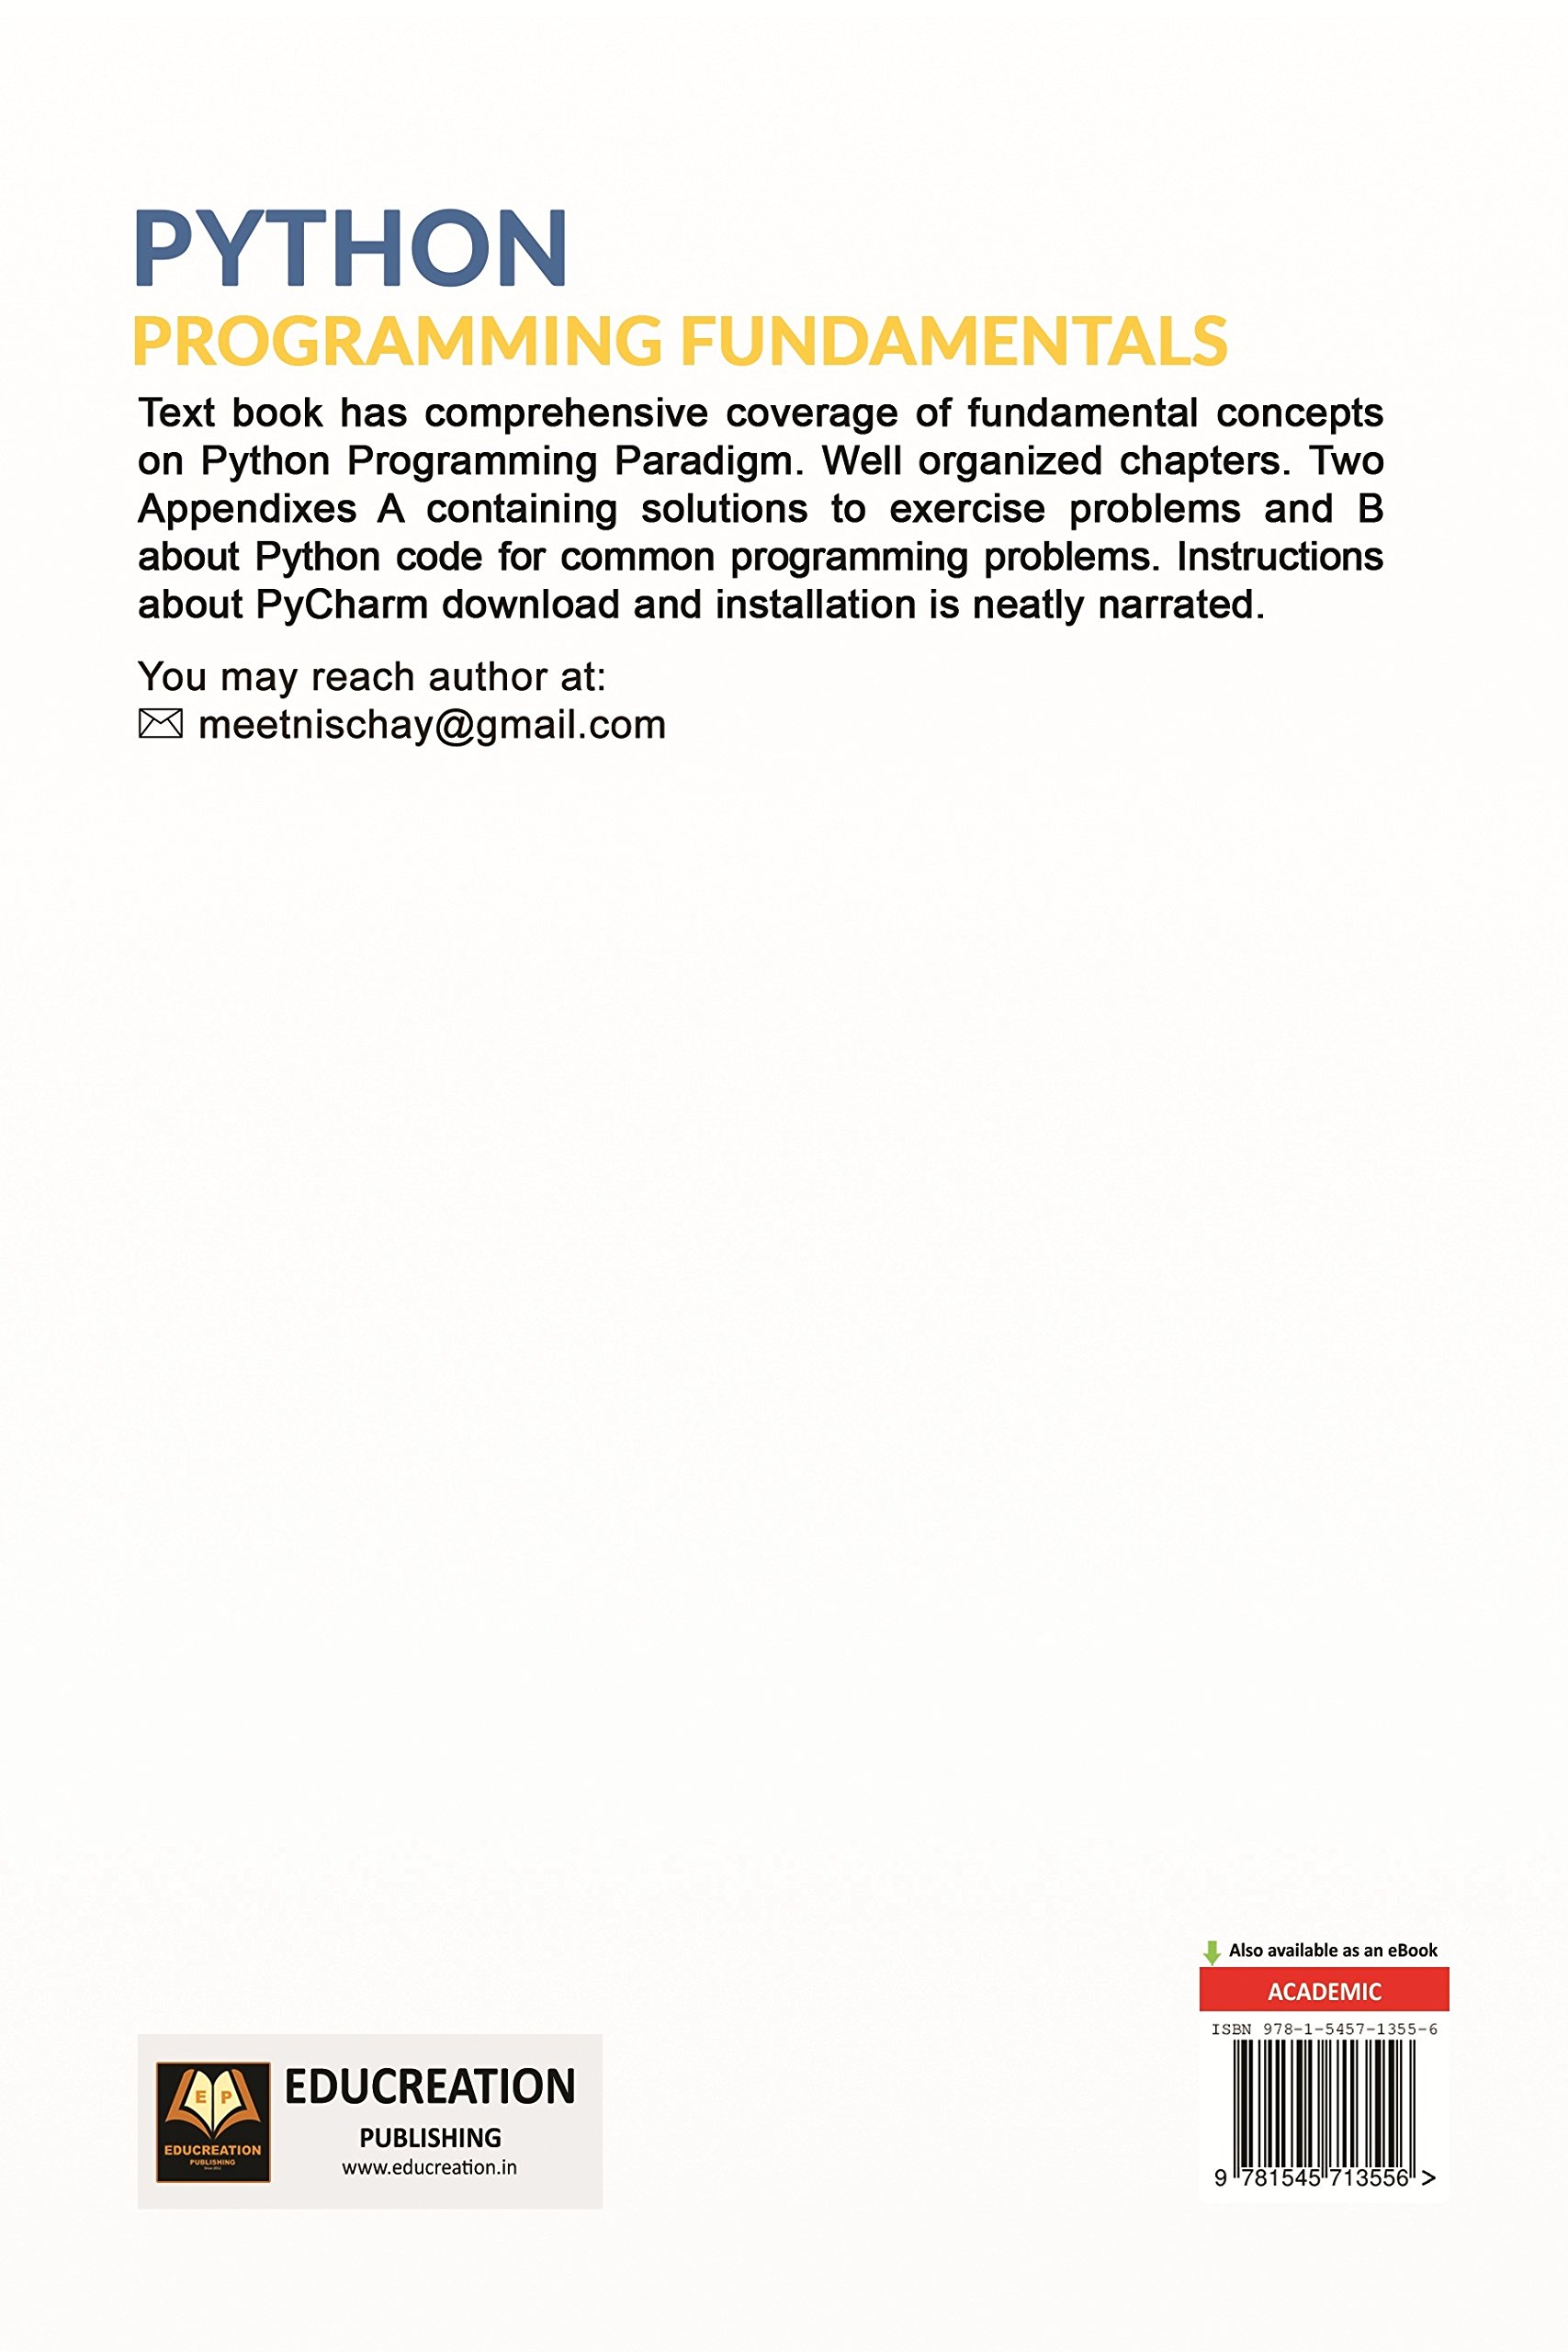 PYTHON
PROGRAMMING FUNDAMENTALS
Text book has comprehensive coverage of fundamental concepts
on Python Programming Paradigm. Well organized chapters. Two
Appendixes A containing solutions to exercise problems and B
about Python code for common programming problems. Instructions
about PyCharm download and installation is neatly narrated.
You may reach author at:
meetnischay@gmail.com
Also available as an eBook
ACADEMIC
ISBN 978-1-5457-1355-6
9 781545 713556 >
E P
EDUCREATION
PUBLISHING
Since 2011
EDUCREATION
PUBLISHING
www.educreation.in